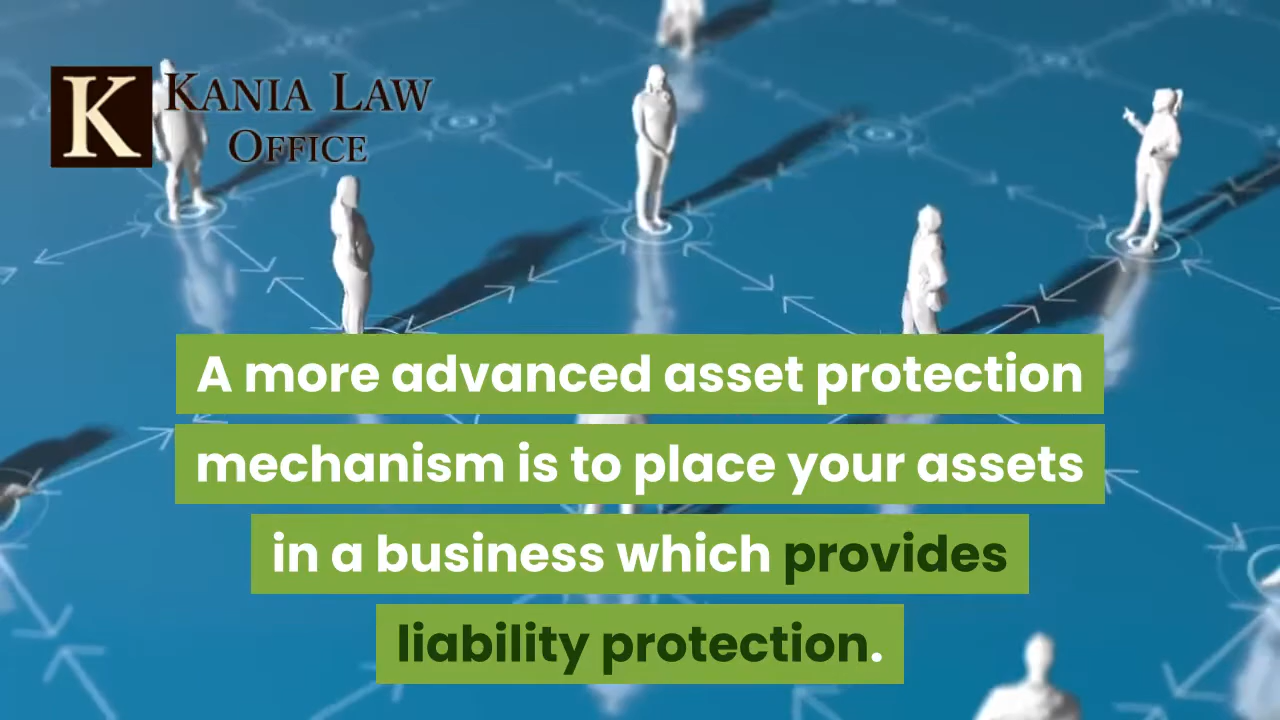 K
KANIA LAW
OFFICE
A more advanced asset protection
mechanism is to place your assets
in a business which provides
liability protection.